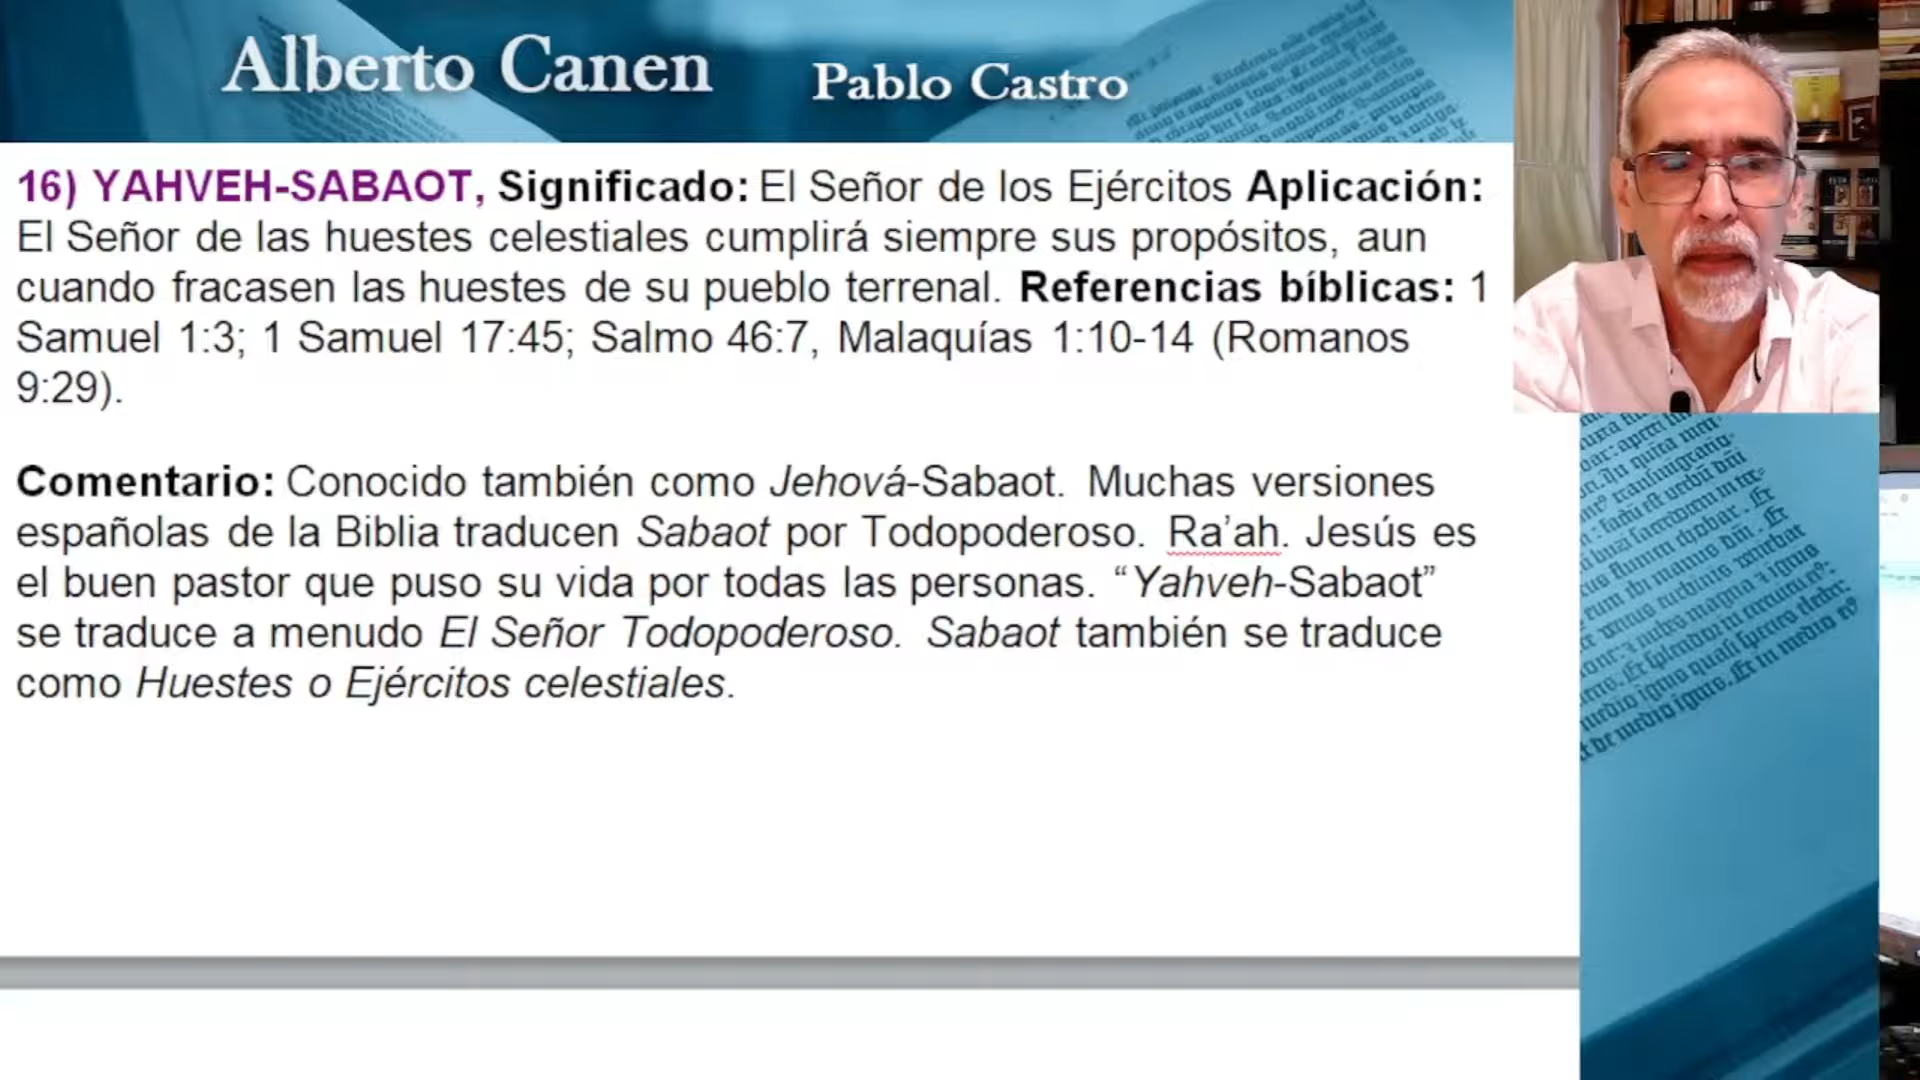 Alberto Canen
Pablo Castro
16) YAHVEH-SABAOT, Significado: El Señor de los Ejércitos Aplicación:
El Señor de las huestes celestiales cumplirá siempre sus propósitos, aun
cuando fracasen las huestes de su pueblo terrenal. Referencias bíblicas: 1
Samuel 1:3; 1 Samuel 17:45; Salmo 46:7, Malaquías 1:10-14 (Romanos
9:29).
Comentario: Conocido también como Jehová-Sabaot. Muchas versiones
españolas de la Biblia traducen Sabaot por Todopoderoso. Ra’ah. Jesús es
el buen pastor que puso su vida por todas las personas. “Yahveh-Sabaot”
se traduce a menudo El Señor Todopoderoso. Sabaot también se traduce
como Huestes o Ejércitos celestiales.